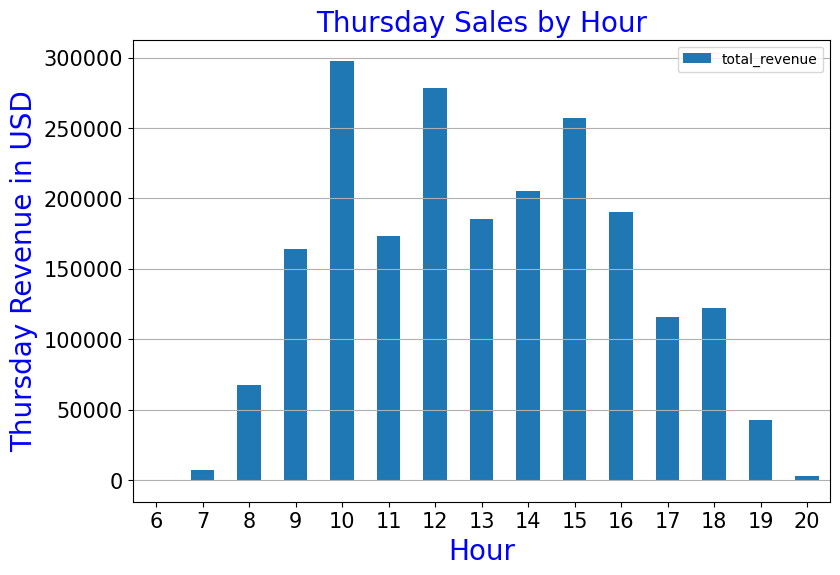 Thursday Sales by Hour
total_revenue
Thursday Revenue in USD
300000
250000
200000
150000
100000
50000
0
6 7 8 9 10 11 12 13 14 15 16 17 18 19 20
Hour